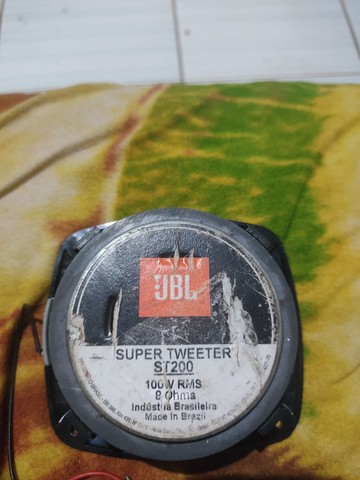 JBL
SUPER TWEETER
ST200
100W RMS
8 Ohms
Indústria Brasileira
Made in Brazil